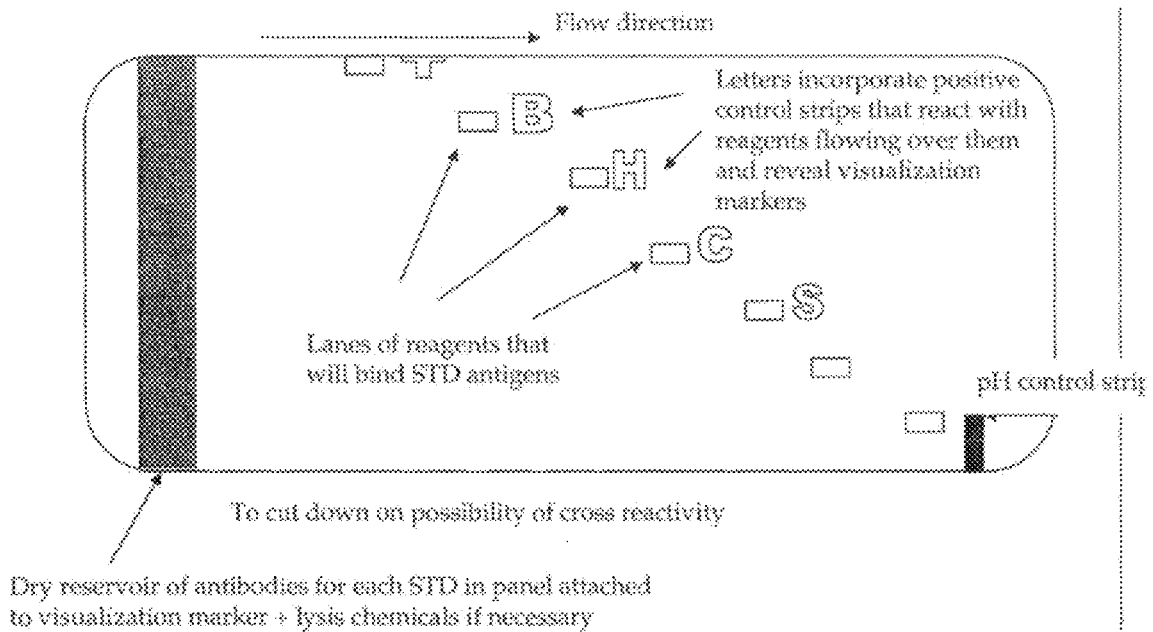 Flow direction
T
Letters incorporate positive
control strips that react with
reagents flowing over them
and reveal visualization
markers
B
H
C
S
Lanes of reagents that
will bind STD antigens
pH control strip
To cut down on possibility of cross reactivity
Dry reservoir of antibodies for each STD in panel attached
to visualization marker + lysis chemicals if necessary